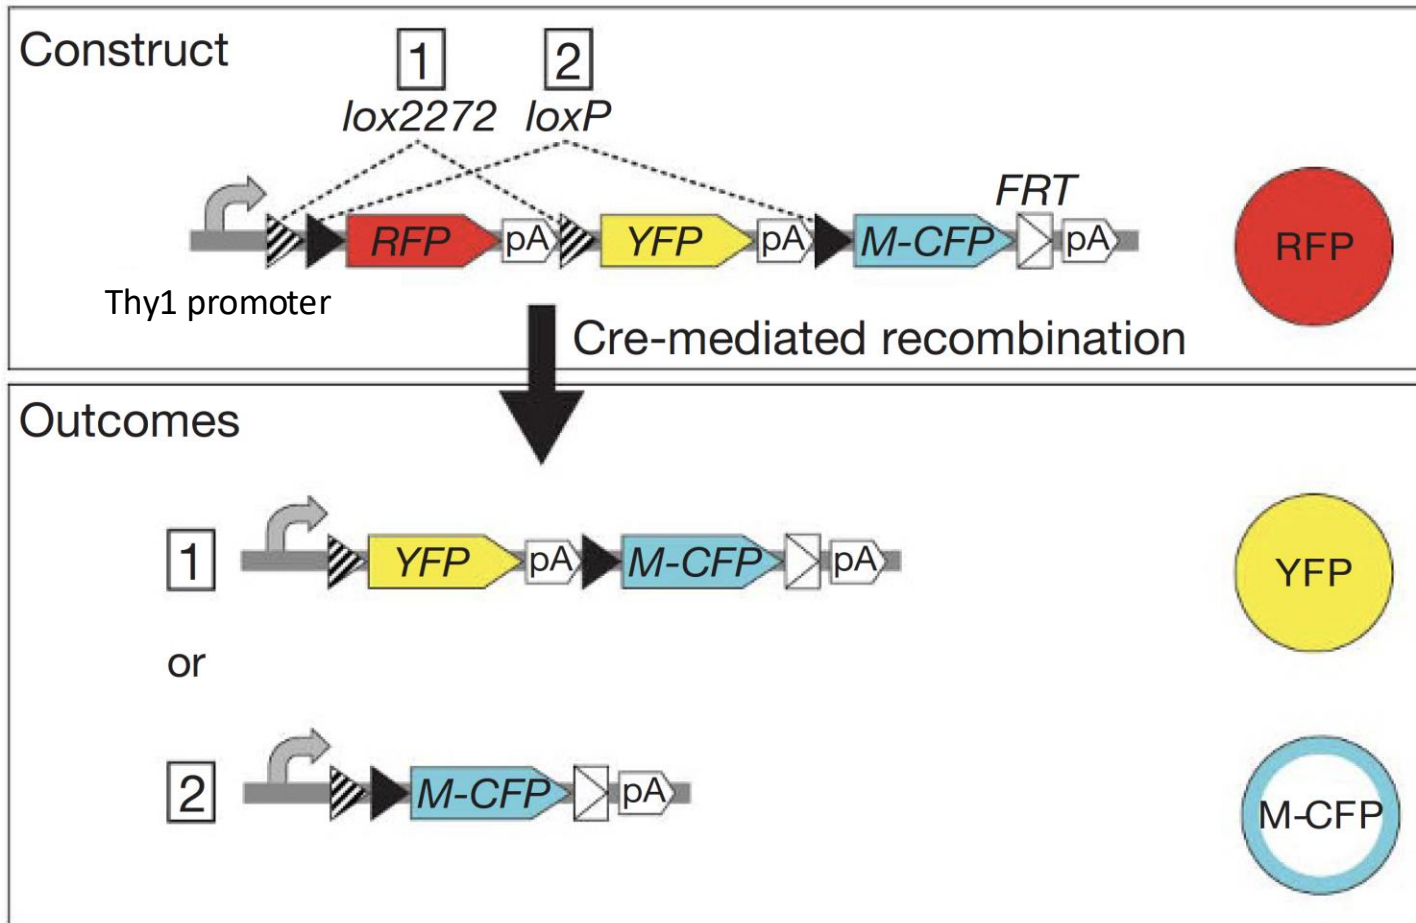 Construct
1 2
lox2272 loxP
FRT
RFP pA YFP pA M-CFP pA
RFP
Thy1 promoter
Cre-mediated recombination
Outcomes
1 YFP pA M-CFP pA
YFP
or
2 M-CFP pA
M-CFP